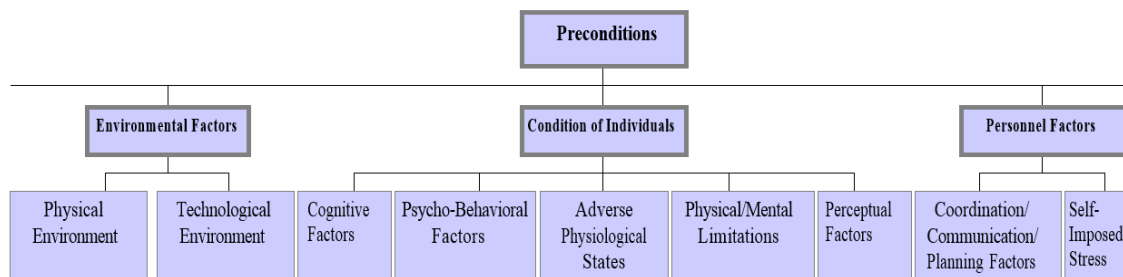 Preconditions
Environmental Factors
Condition of Individuals
Personnel Factors
Physical
Environment
Technological
Environment
Cognitive
Factors
Psycho-Behavioral
Factors
Adverse
Physiological
States
Physical/Mental
Limitations
Perceptual
Factors
Coordination/
Communication/
Planning Factors
Self-
Imposed
Stress